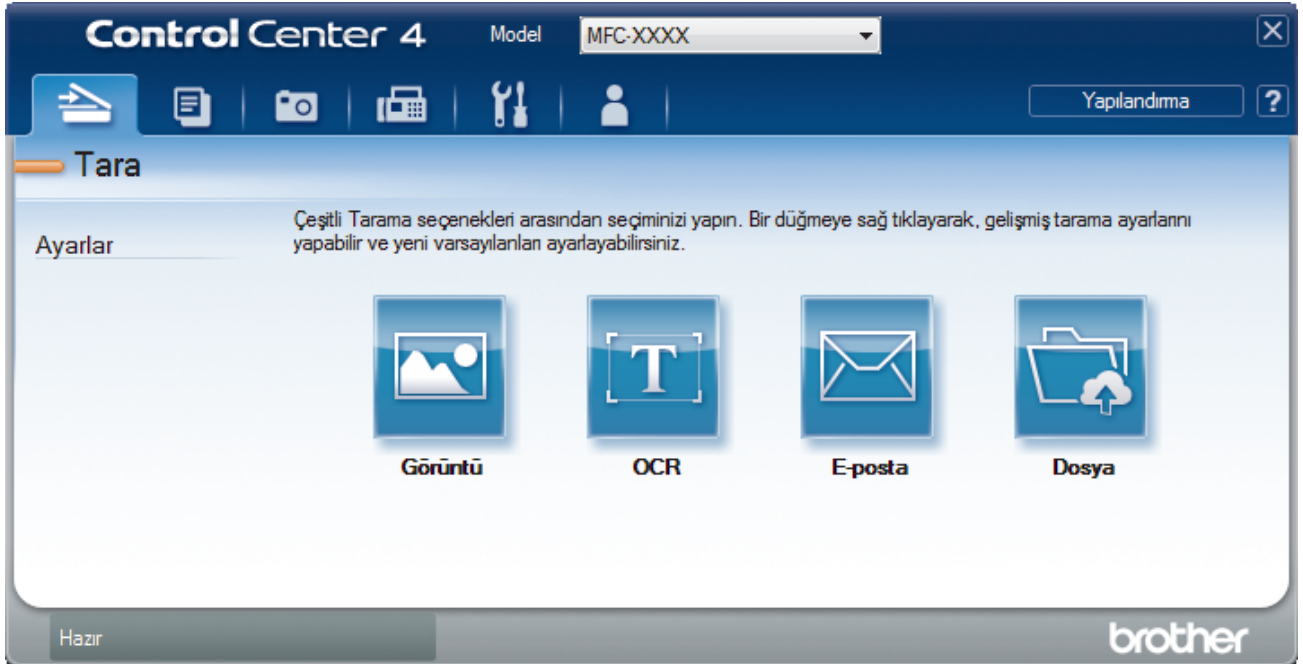 Control Center 4 Model MFC-XXXX
Yapılandırma ?
Tara
Ayarlar
Çeşitli Tarama seçenekleri arasından seçiminizi yapın. Bir düğmeye sağ tıklayarak, gelişmiş tarama ayarlarını
yapabilir ve yeni varsayılanları ayarlayabilirsiniz.
T
Görüntü OCR E-posta Dosya
Hazır
brother